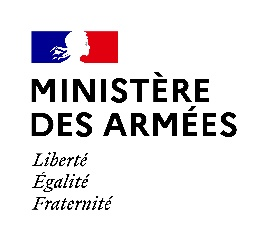 MINISTÈRE
DES ARMÉES
Liberté
Égalité
Fraternité